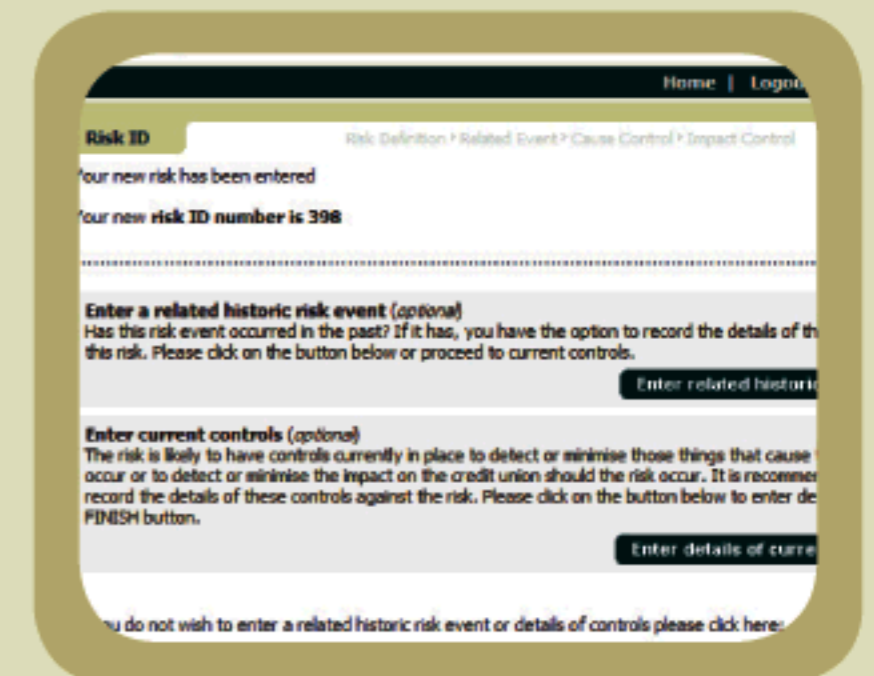 Home | Logou
Risk ID
Risk Definition › Related Event › Cause Control › Impact Control
our new risk has been entered
our new risk ID number is 398
Enter a related historic risk event (optional)
Has this risk event occurred in the past? If it has, you have the option to record the details of th
this risk. Please click on the button below or proceed to current controls.
Enter related historic
Enter current controls (optional)
The risk is likely to have controls currently in place to detect or minimise those things that cause
occur or to detect or minimise the impact on the credit union should the risk occur. It is recommen
record the details of these controls against the risk. Please click on the button below to enter de
FINISH button.
Enter details of curre
u do not wish to enter a related historic risk event or details of controls please click here: